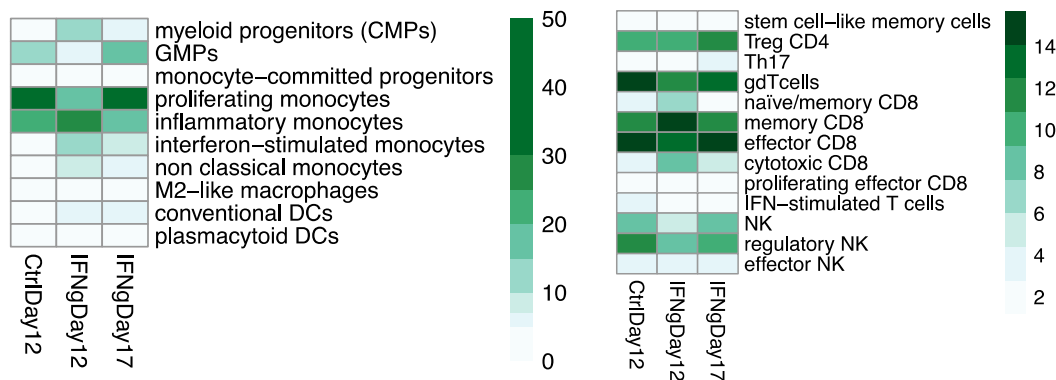 myeloid progenitors (CMPs)
GMPs
monocyte−committed progenitors
proliferating monocytes
inflammatory monocytes
interferon−stimulated monocytes
non classical monocytes
M2−like macrophages
conventional DCs
plasmacytoid DCs
CtrlDay12
IFNgDay12
IFNgDay17
50
40
30
20
10
0
stem cell−like memory cells
Treg CD4
Th17
gdTcells
naïve/memory CD8
memory CD8
effector CD8
cytotoxic CD8
proliferating effector CD8
IFN−stimulated T cells
NK
regulatory NK
effector NK
CtrlDay12
IFNgDay12
IFNgDay17
14
12
10
8
6
4
2